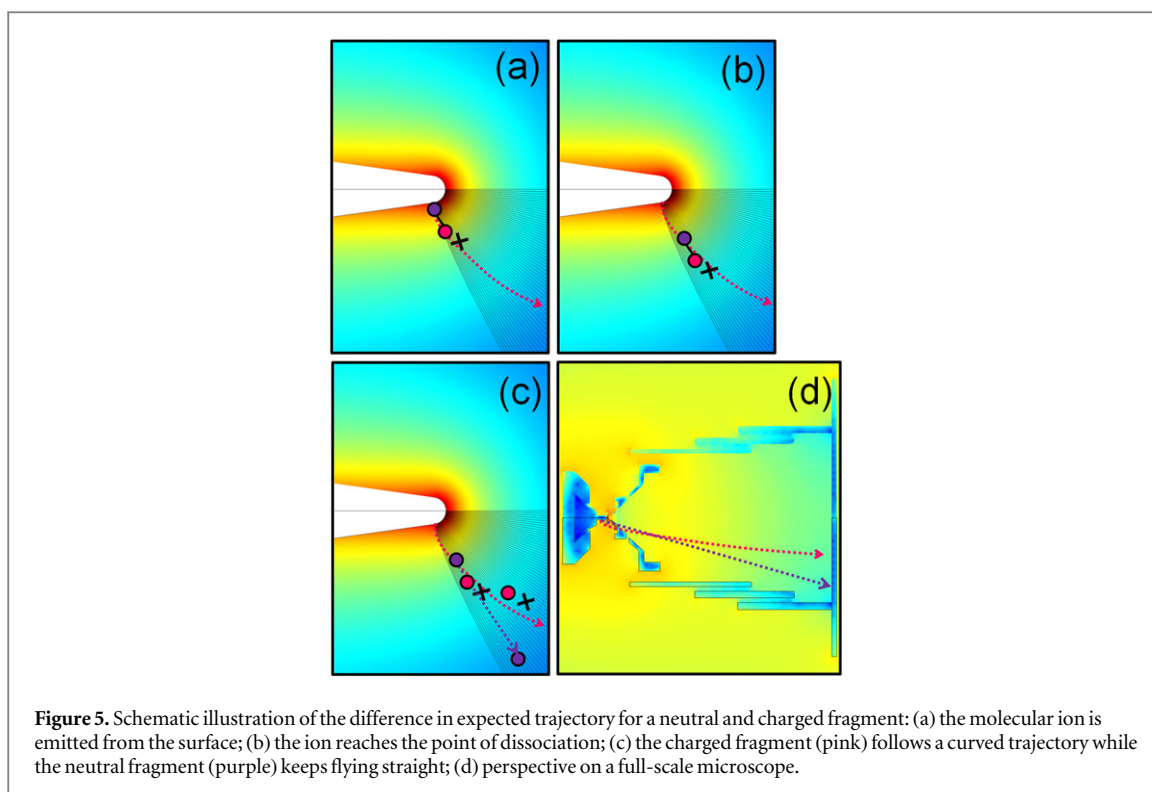 (a)
(b)
(c)
(d)
Figure 5. Schematic illustration of the difference in expected trajectory for a neutral and charged fragment: (a) the molecular ion is
emitted from the surface; (b) the ion reaches the point of dissociation; (c) the charged fragment (pink) follows a curved trajectory while
the neutral fragment (purple) keeps flying straight; (d) perspective on a full-scale microscope.